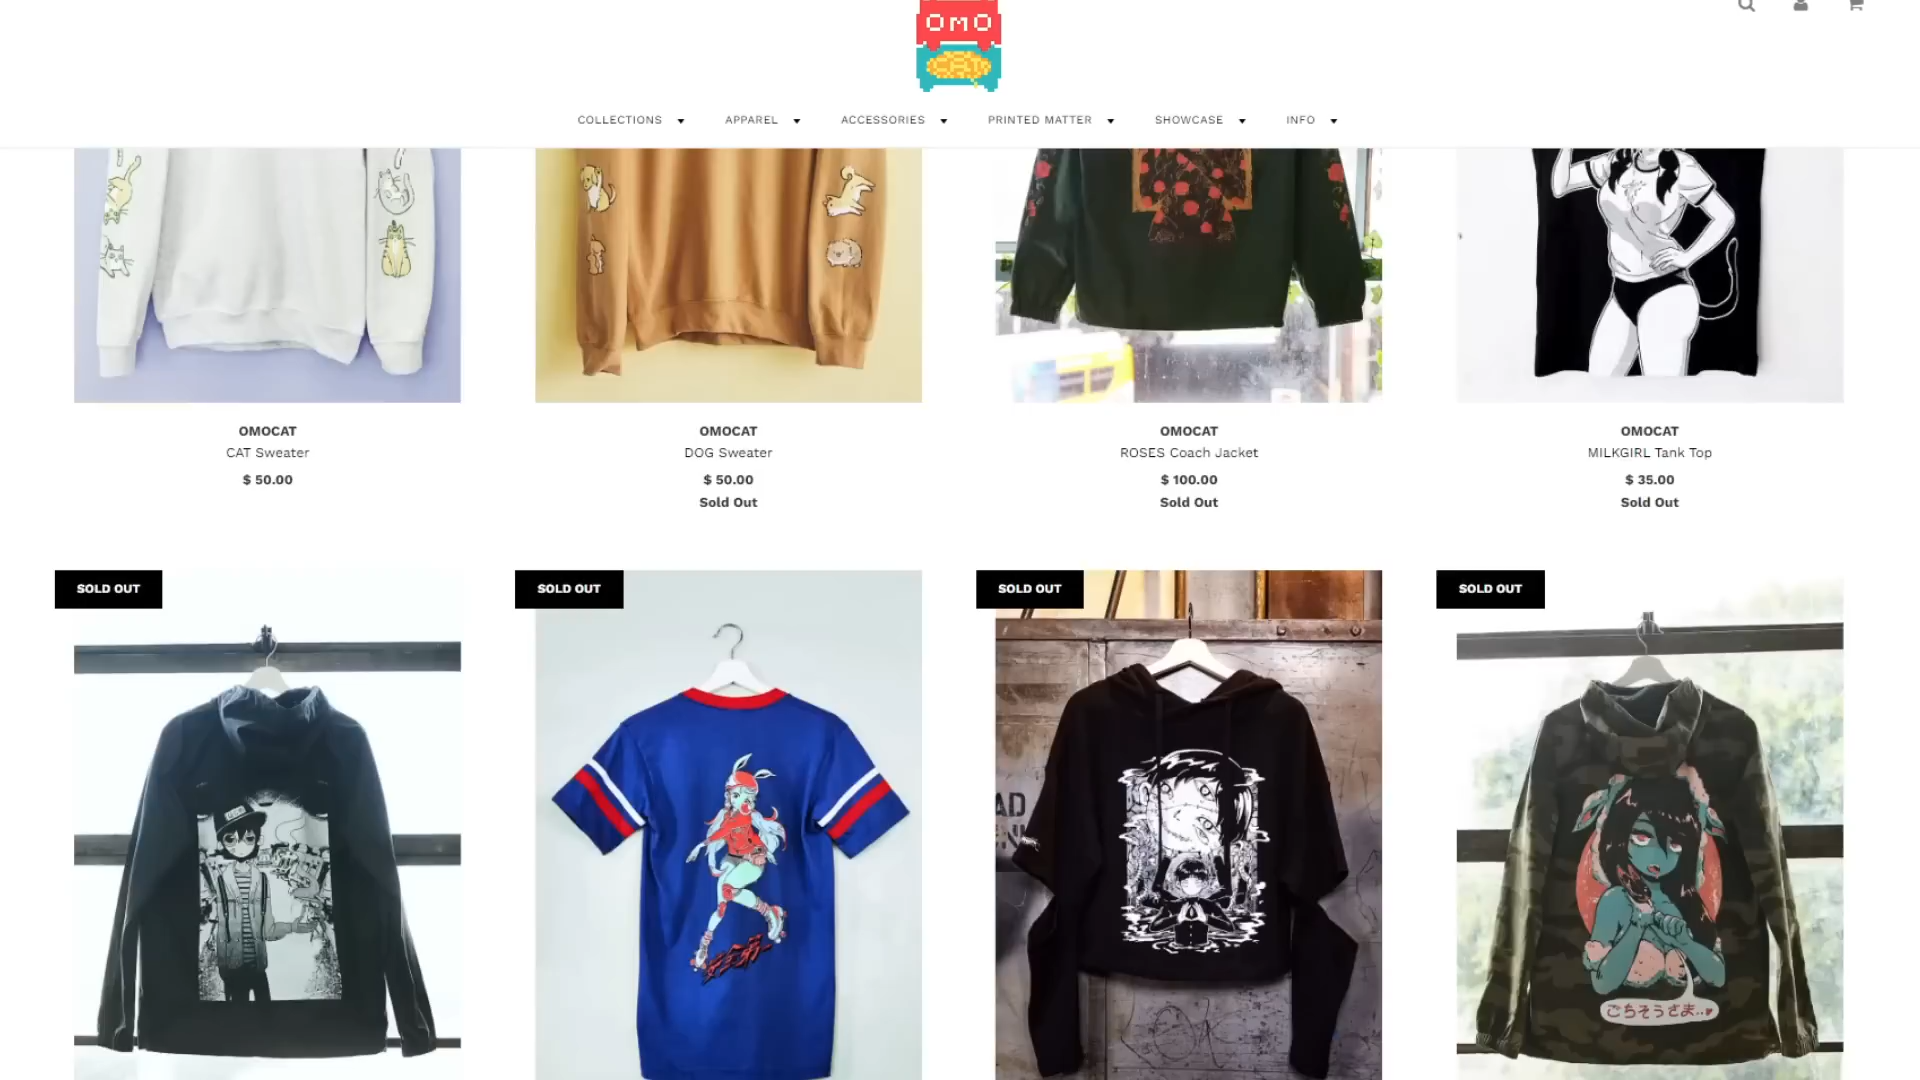 OMO
CAT
COLLECTIONS
APPAREL
ACCESSORIES
PRINTED MATTER
SHOWCASE
INFO
OMOCAT
CAT Sweater
$ 50.00
OMOCAT
DOG Sweater
$ 50.00
Sold Out
OMOCAT
ROSES Coach Jacket
$ 100.00
Sold Out
OMOCAT
MILKGIRL Tank Top
$ 35.00
Sold Out
SOLD OUT
SOLD OUT
SOLD OUT
SOLD OUT
ごちそうさま..♥